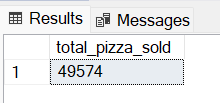 Results Messages
total_pizza_sold
1 49574